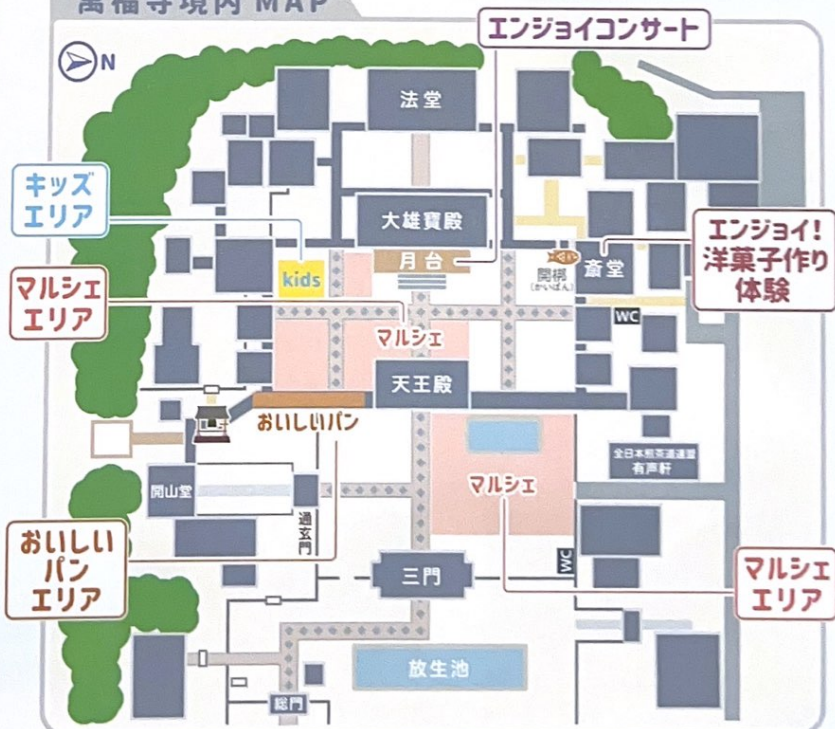 萬福寺境内 MAP
エンジョイコンサート
N
法堂
キッズ
エリア
大雄寶殿
月台
kids
開梆
(かいぱん)
斎堂
エンジョイ!
洋菓子作り
体験
マルシェ
エリア
WC
マルシェ
天王殿
おいしいパン
全日本煎茶道連盟
有声軒
開山堂
マルシェ
通玄門
おいしい
パン
エリア
WC
三門
マルシェ
エリア
放生池
総門